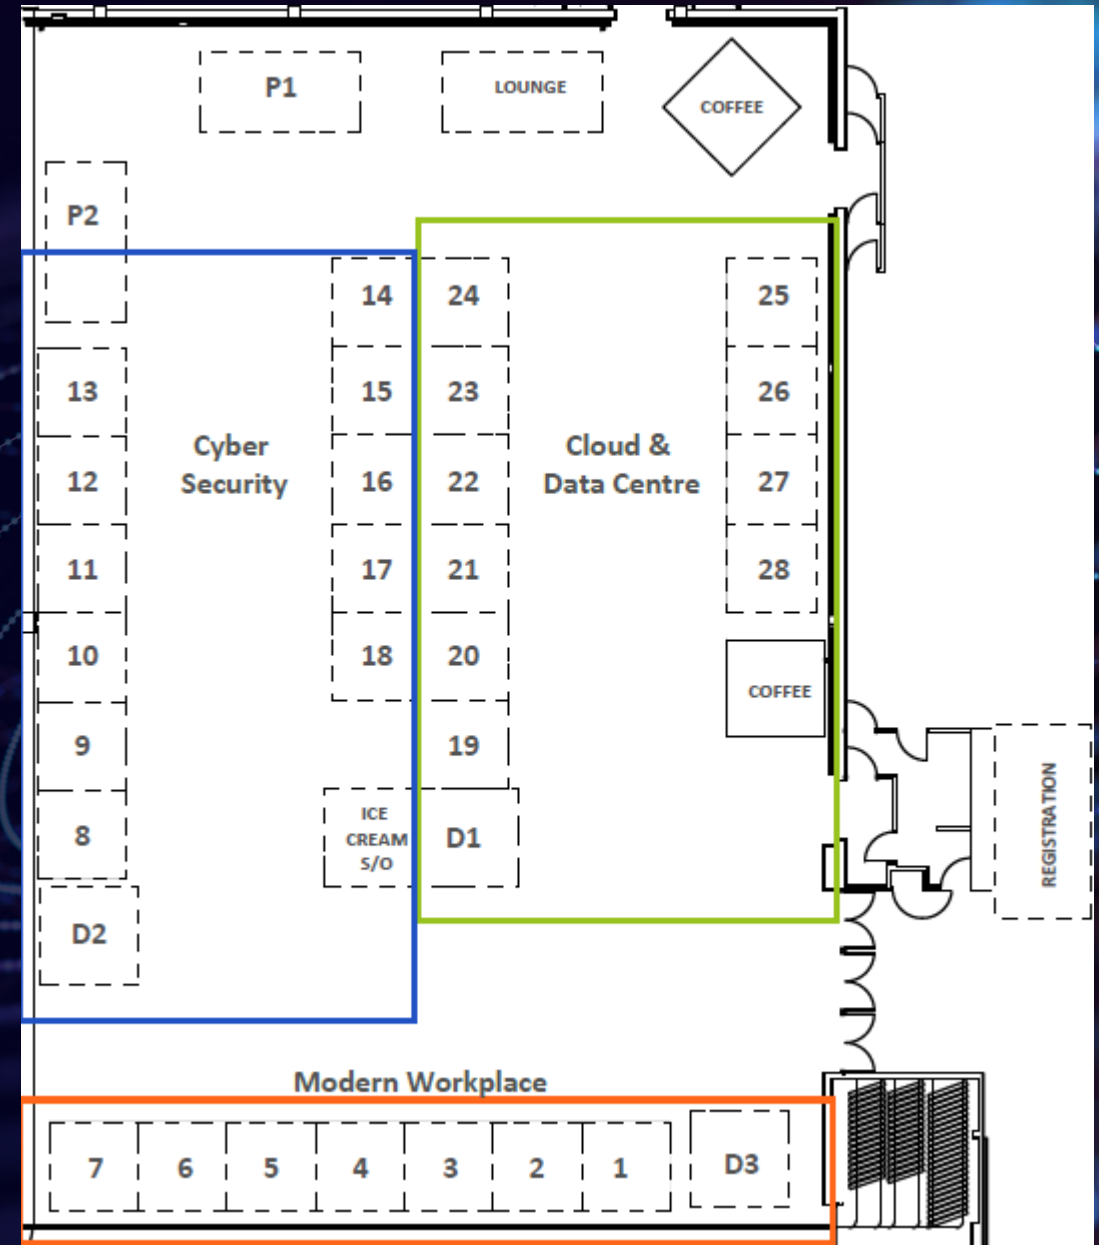 P1
LOUNGE
COFFEE
P2
14
24
25
13
15
23
26
Cyber
Security
Cloud &
Data Centre
12
16
22
27
11
17
21
28
10
18
20
COFFEE
9
19
8
ICE
CREAM
S/O
D1
REGISTRATION
D2
Modern Workplace
7
6
5
4
3
2
1
D3